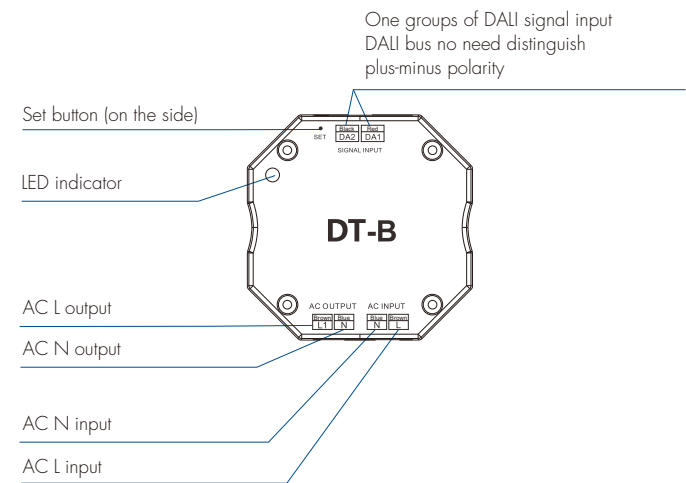 One groups of DALI signal input
DALI bus no need distinguish
plus-minus polarity
Set button (on the side)
SET
Black Red
DA2 DA1
SIGNAL INPUT
LED indicator
DT-B
AC OUTPUT AC INPUT
Brown Blue Blue Brown
L1 N N L
AC L output
AC N output
AC N input
AC L input